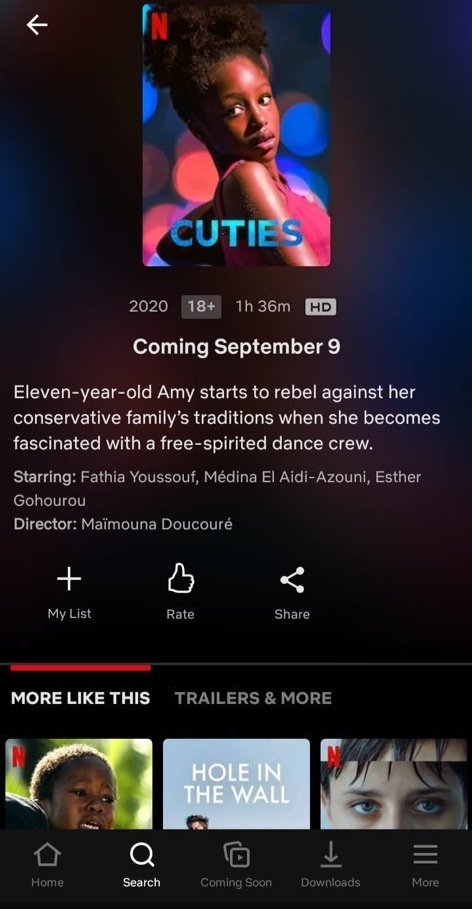 N
CUTIES
2020 18+ 1h 36m HD
Coming September 9
Eleven-year-old Amy starts to rebel against her
conservative family's traditions when she becomes
fascinated with a free-spirited dance crew.
Starring: Fathia Youssouf, Médina El Aidi-Azouni, Esther
Gohourou
Director: Maïmouna Doucouré
My List Rate Share
MORE LIKE THIS TRAILERS & MORE
N HOLE IN N
THE WALL
Home Search Coming Soon Downloads More